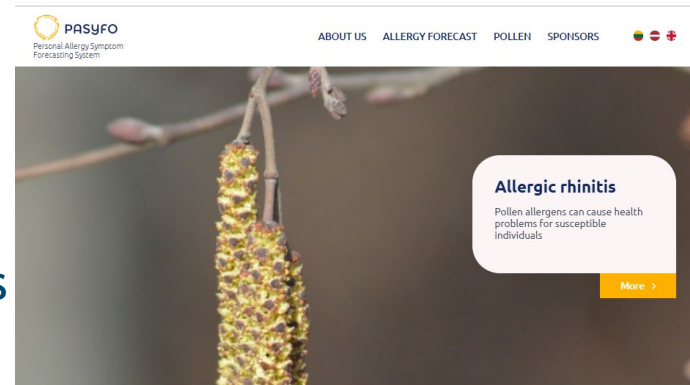 PASYFO
Personal Allergy Symptom
Forecasting System
ABOUT US ALLERGY FORECAST POLLEN SPONSORS
Allergic rhinitis
Pollen allergens can cause health
problems for susceptible
individuals
More >
s